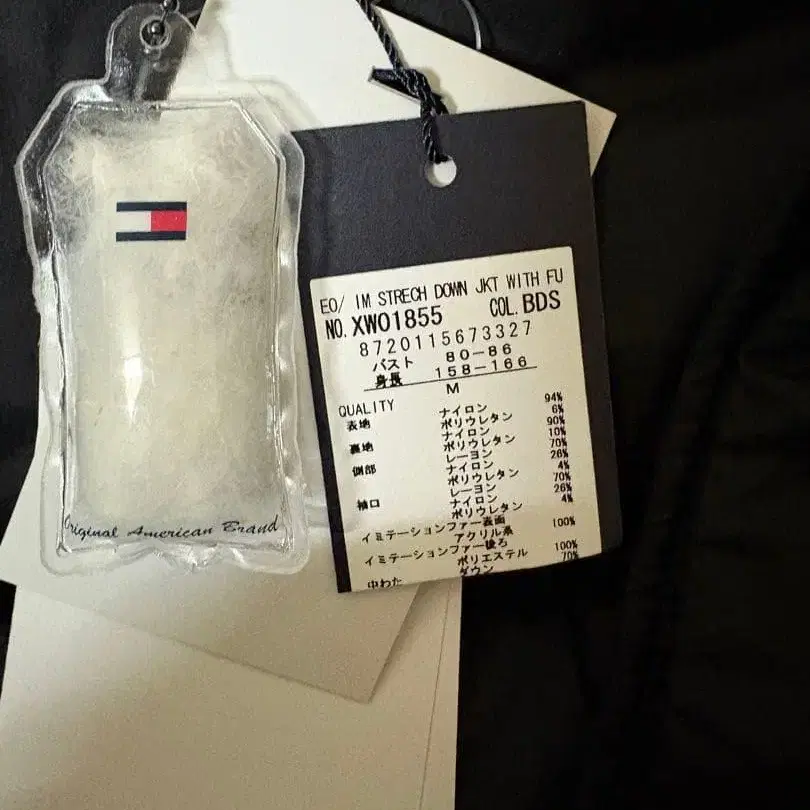 Original American Brand
EO/ IM STRECH DOWN JKT WITH FU
NO. XW01855 COL. BDS
8720115673327
バスト 80-86
身長 158-166
M
QUALITY
表地 ナイロン 94%
ポリウレタン 6%
裏地 ナイロン 90%
ポリウレタン 10%
側部 レーヨン 70%
ナイロン 26%
ポリウレタン 4%
袖口 レーヨン 70%
ナイロン 26%
ポリウレタン 4%
イミテーションファー表面
アクリル系 100%
イミテーションファー後ろ
ポリエステル 100%
中わた ダウン 70%